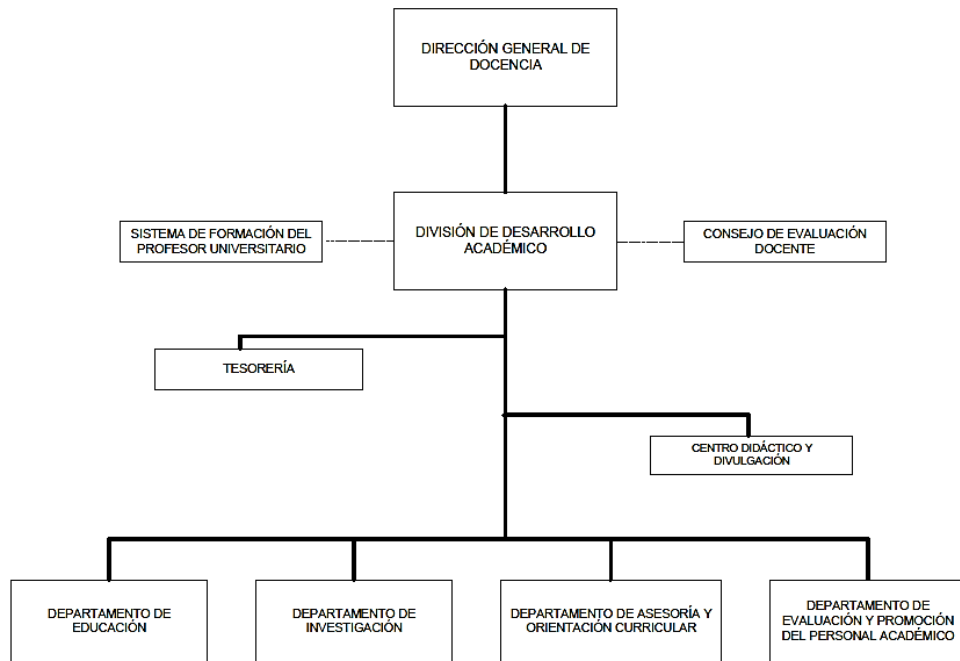 DIRECCIÓN GENERAL DE
DOCENCIA
SISTEMA DE FORMACIÓN DEL
PROFESOR UNIVERSITARIO
DIVISIÓN DE DESARROLLO
ACADÉMICO
CONSEJO DE EVALUACIÓN
DOCENTE
TESORERÍA
CENTRO DIDÁCTICO Y
DIVULGACIÓN
DEPARTAMENTO DE
EDUCACIÓN
DEPARTAMENTO DE
INVESTIGACIÓN
DEPARTAMENTO DE ASESORÍA Y
ORIENTACIÓN CURRICULAR
DEPARTAMENTO DE
EVALUACIÓN Y PROMOCIÓN
DEL PERSONAL ACADÉMICO